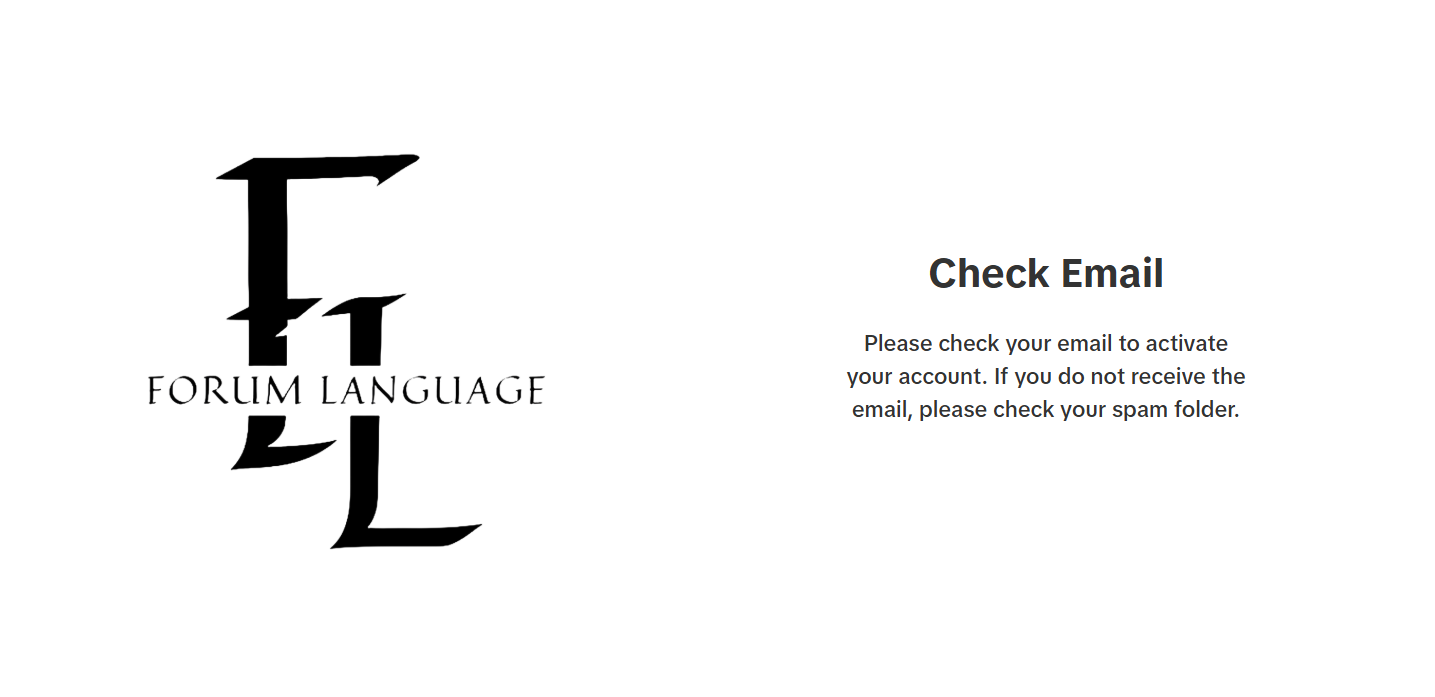 FORUM LANGUAGE
Check Email
Please check your email to activate
your account. If you do not receive the
email, please check your spam folder.